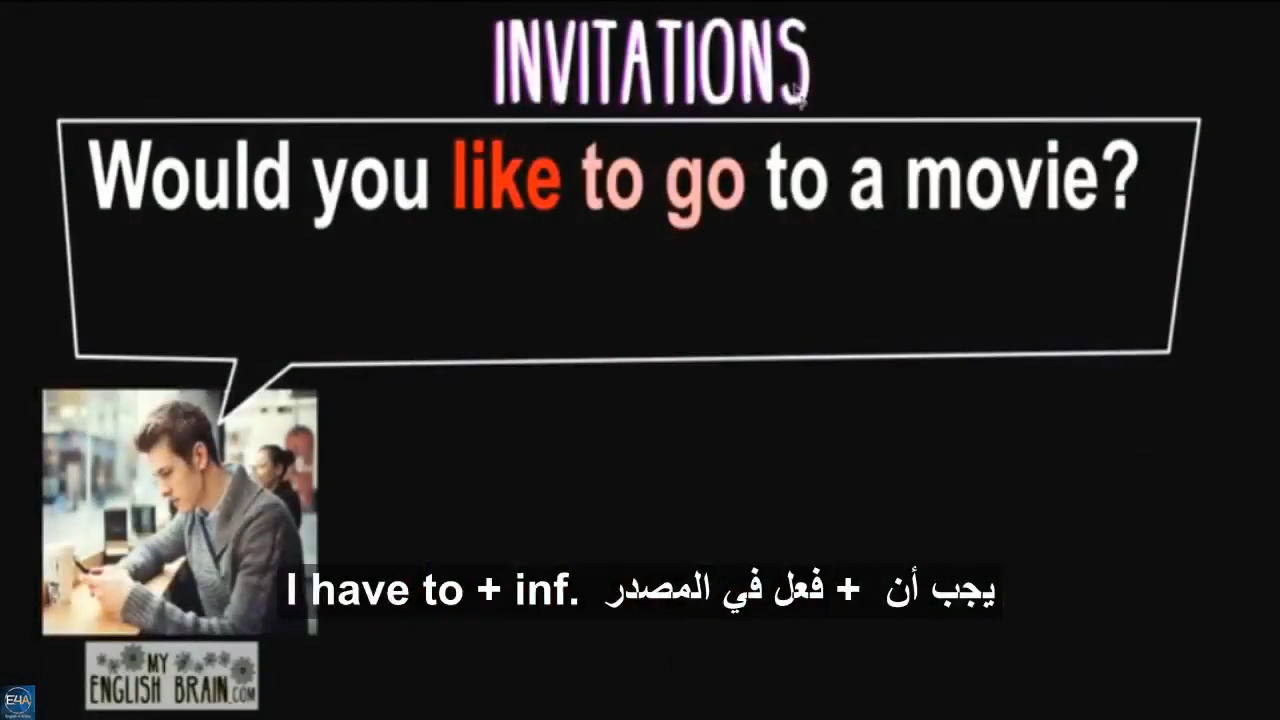 INVITATIONS
Would you like to go to a movie?
I have to + inf. يجب أن + فعل في المصدر
MY
ENGLISH BRAIN.COM
E4A